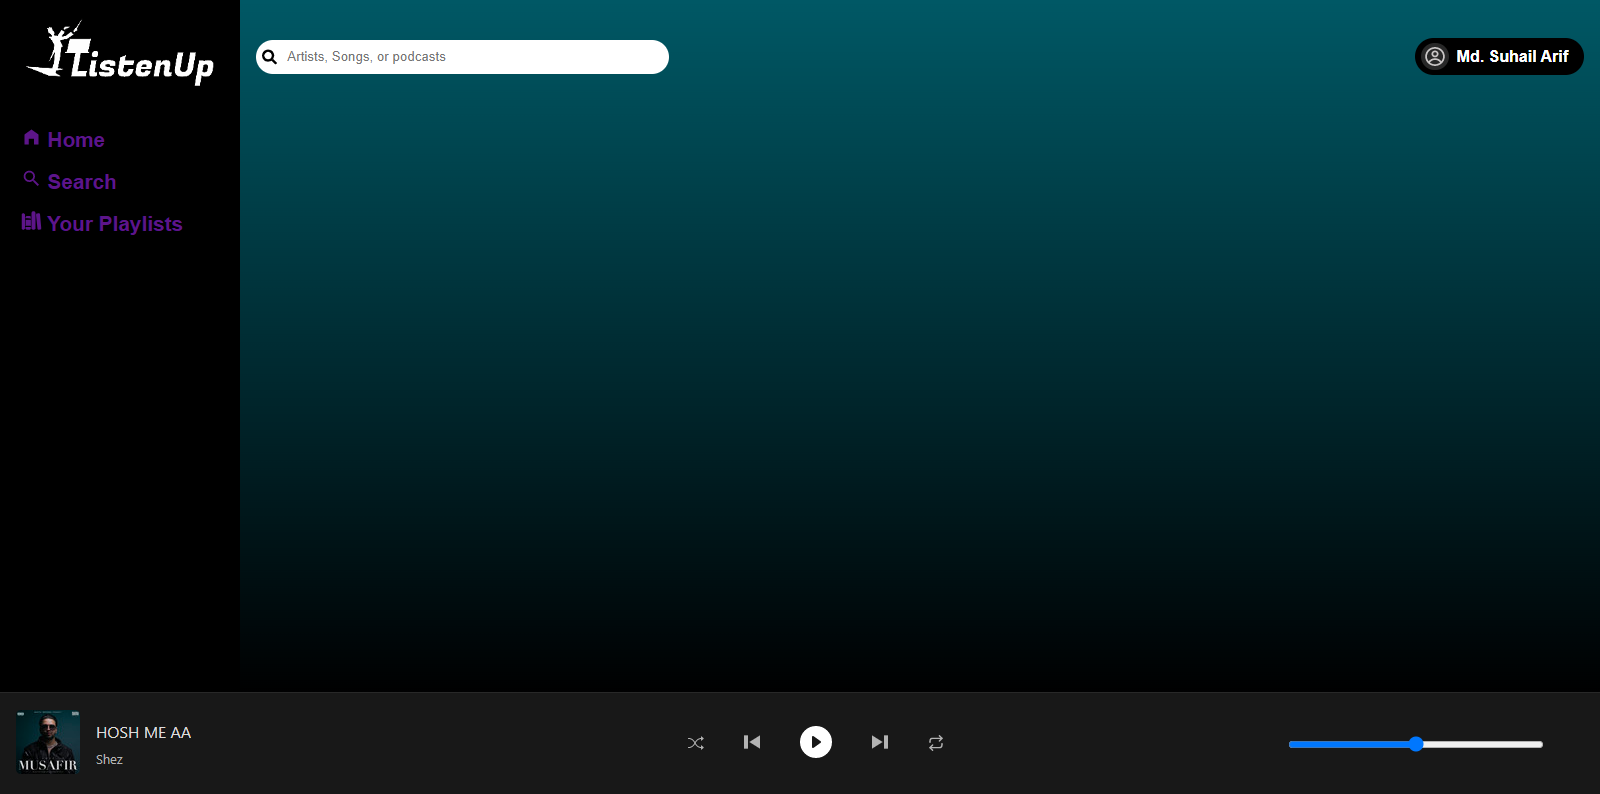 ListenUp
Artists, Songs, or podcasts
Md. Suhail Arif
Home
Search
Your Playlists
HOSH ME AA
Shez
MUSAFIR